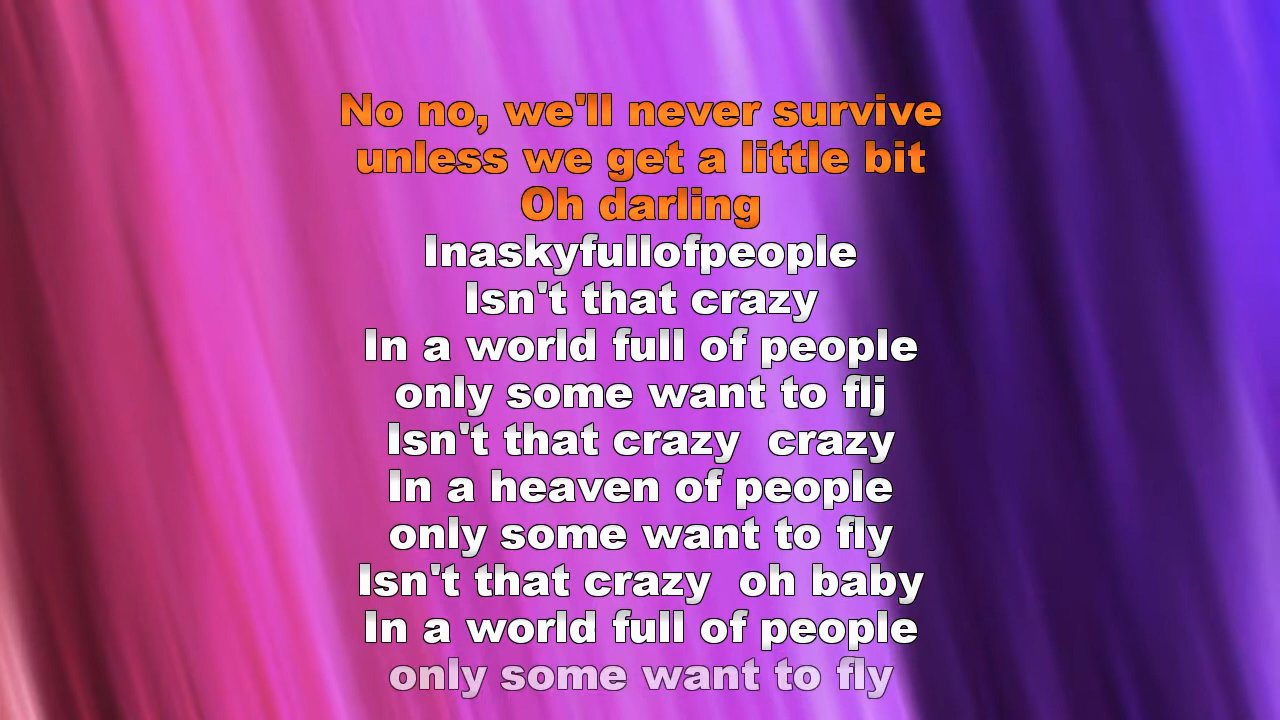 No no, we'll never survive
unless we get a little bit
Oh darling
Inaskyfullofpeople
Isn't that crazy
In a world full of people
only some want to flj
Isn't that crazy  crazy
In a heaven of people
only some want to fly
Isn't that crazy  oh baby
In a world full of people
only some want to fly